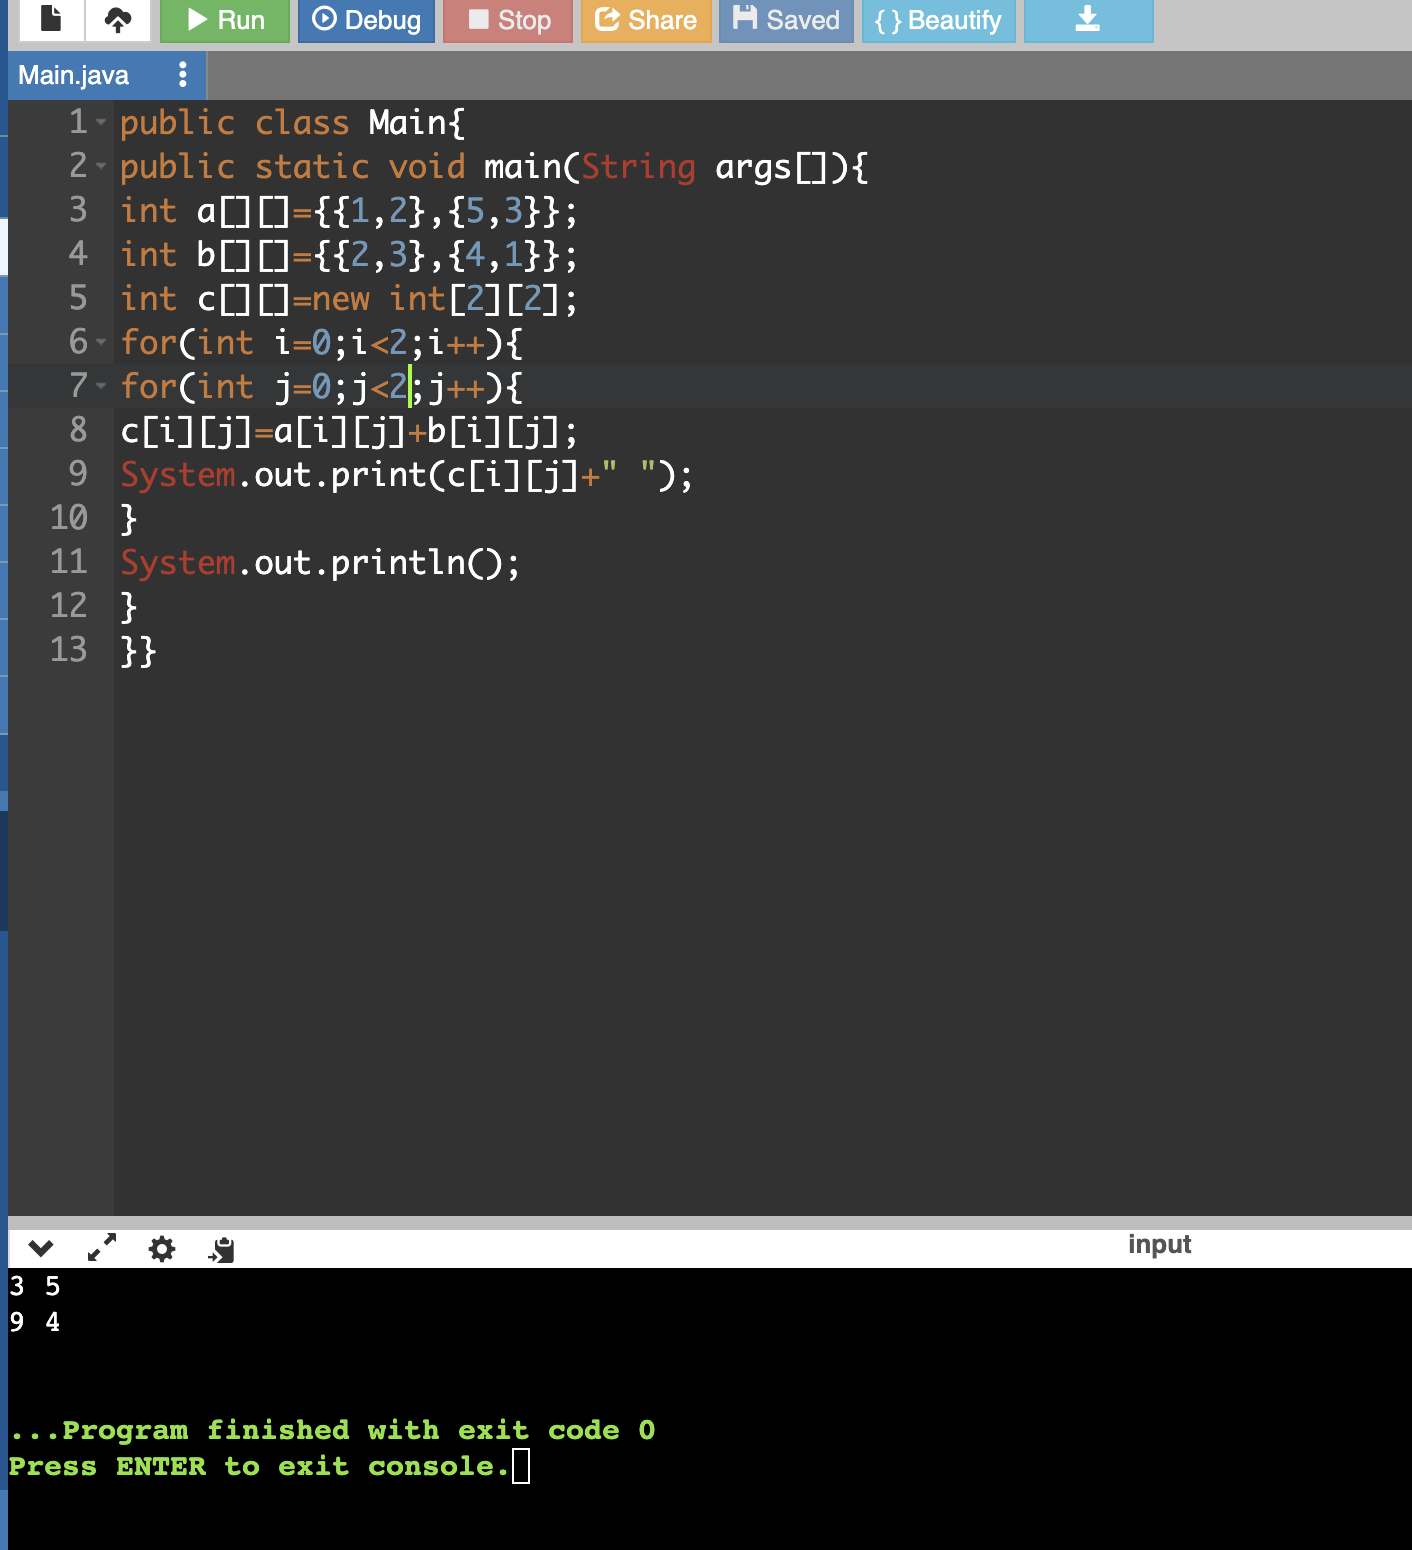 Run Debug Stop Share Saved { } Beautify
Main.java
1 public class Main{
2 public static void main(String args[]){
3 int a[][]={{1,2},{5,3}};
4 int b[][]={{2,3},{4,1}};
5 int c[][]=new int[2][2];
6 for(int i=0;i<2;i++){
7 for(int j=0;j<2;j++){
8 c[i][j]=a[i][j]+b[i][j];
9 System.out.print(c[i][j]+" ");
10 }
11 System.out.println();
12 }
13 }}
input
3 5
9 4
...Program finished with exit code 0
Press ENTER to exit console.